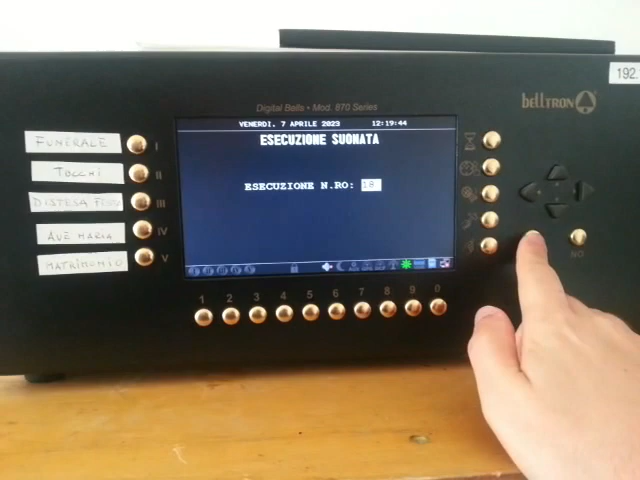 192.
Digital Bells • Mod. 870 Series
belltron
VENERDI, 7 APRILE 2023 12:19:44
ESECUZIONE SUONATA
ESECUZIONE N.RO: 18
FUNERALE I
TOCCHI II
DISTESA III
AVE MARIA IV
MATRIMONIO V
NO
1 2 3 4 5 6 7 8 9 0